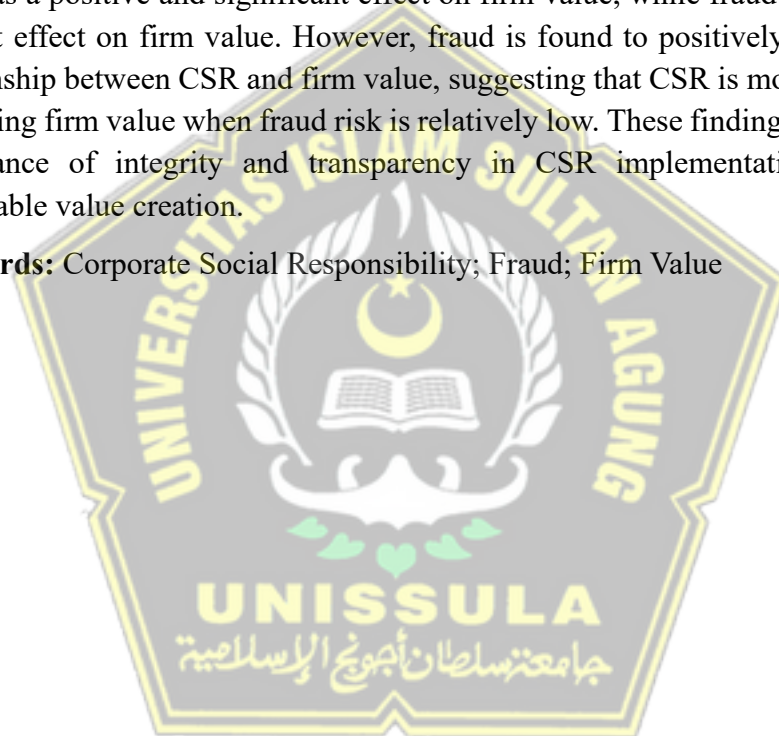 as a positive and significant effect on firm value, while fraud
t effect on firm value. However, fraud is found to positively
nship between CSR and firm value, suggesting that CSR is mo
ing firm value when fraud risk is relatively low. These finding
ance of integrity and transparency in CSR implementati
able value creation.
rds: Corporate Social Responsibility; Fraud; Firm Value
UNIVERSITAS ISLAM SULTAN AGUNG
UNISSULA
جامعتسلطان أجونج الإسلامية